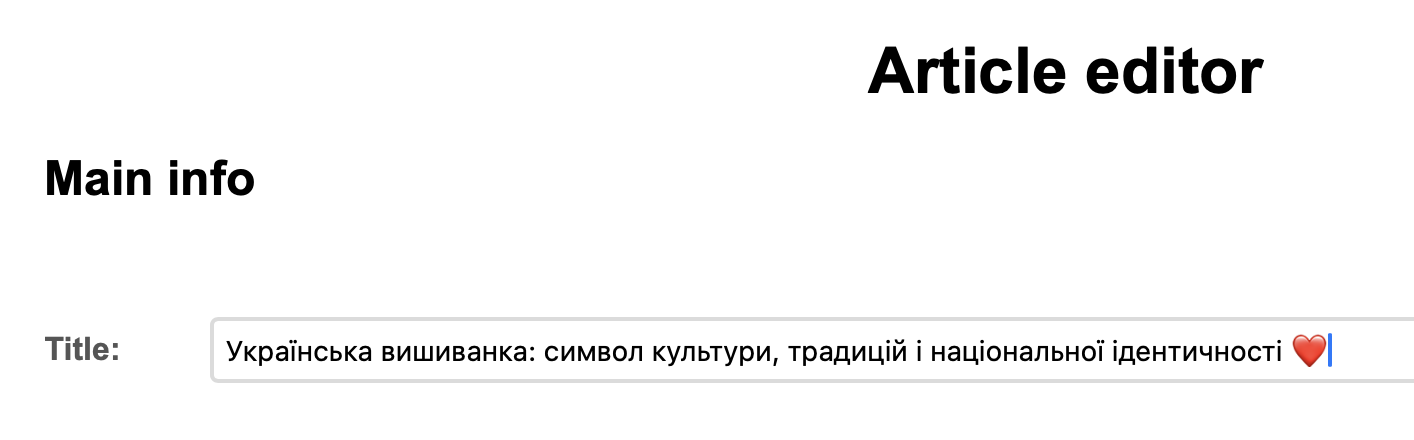 Article editor
Main info
Title:
Українська вишиванка: символ культури, традицій і національної ідентичності ❤️